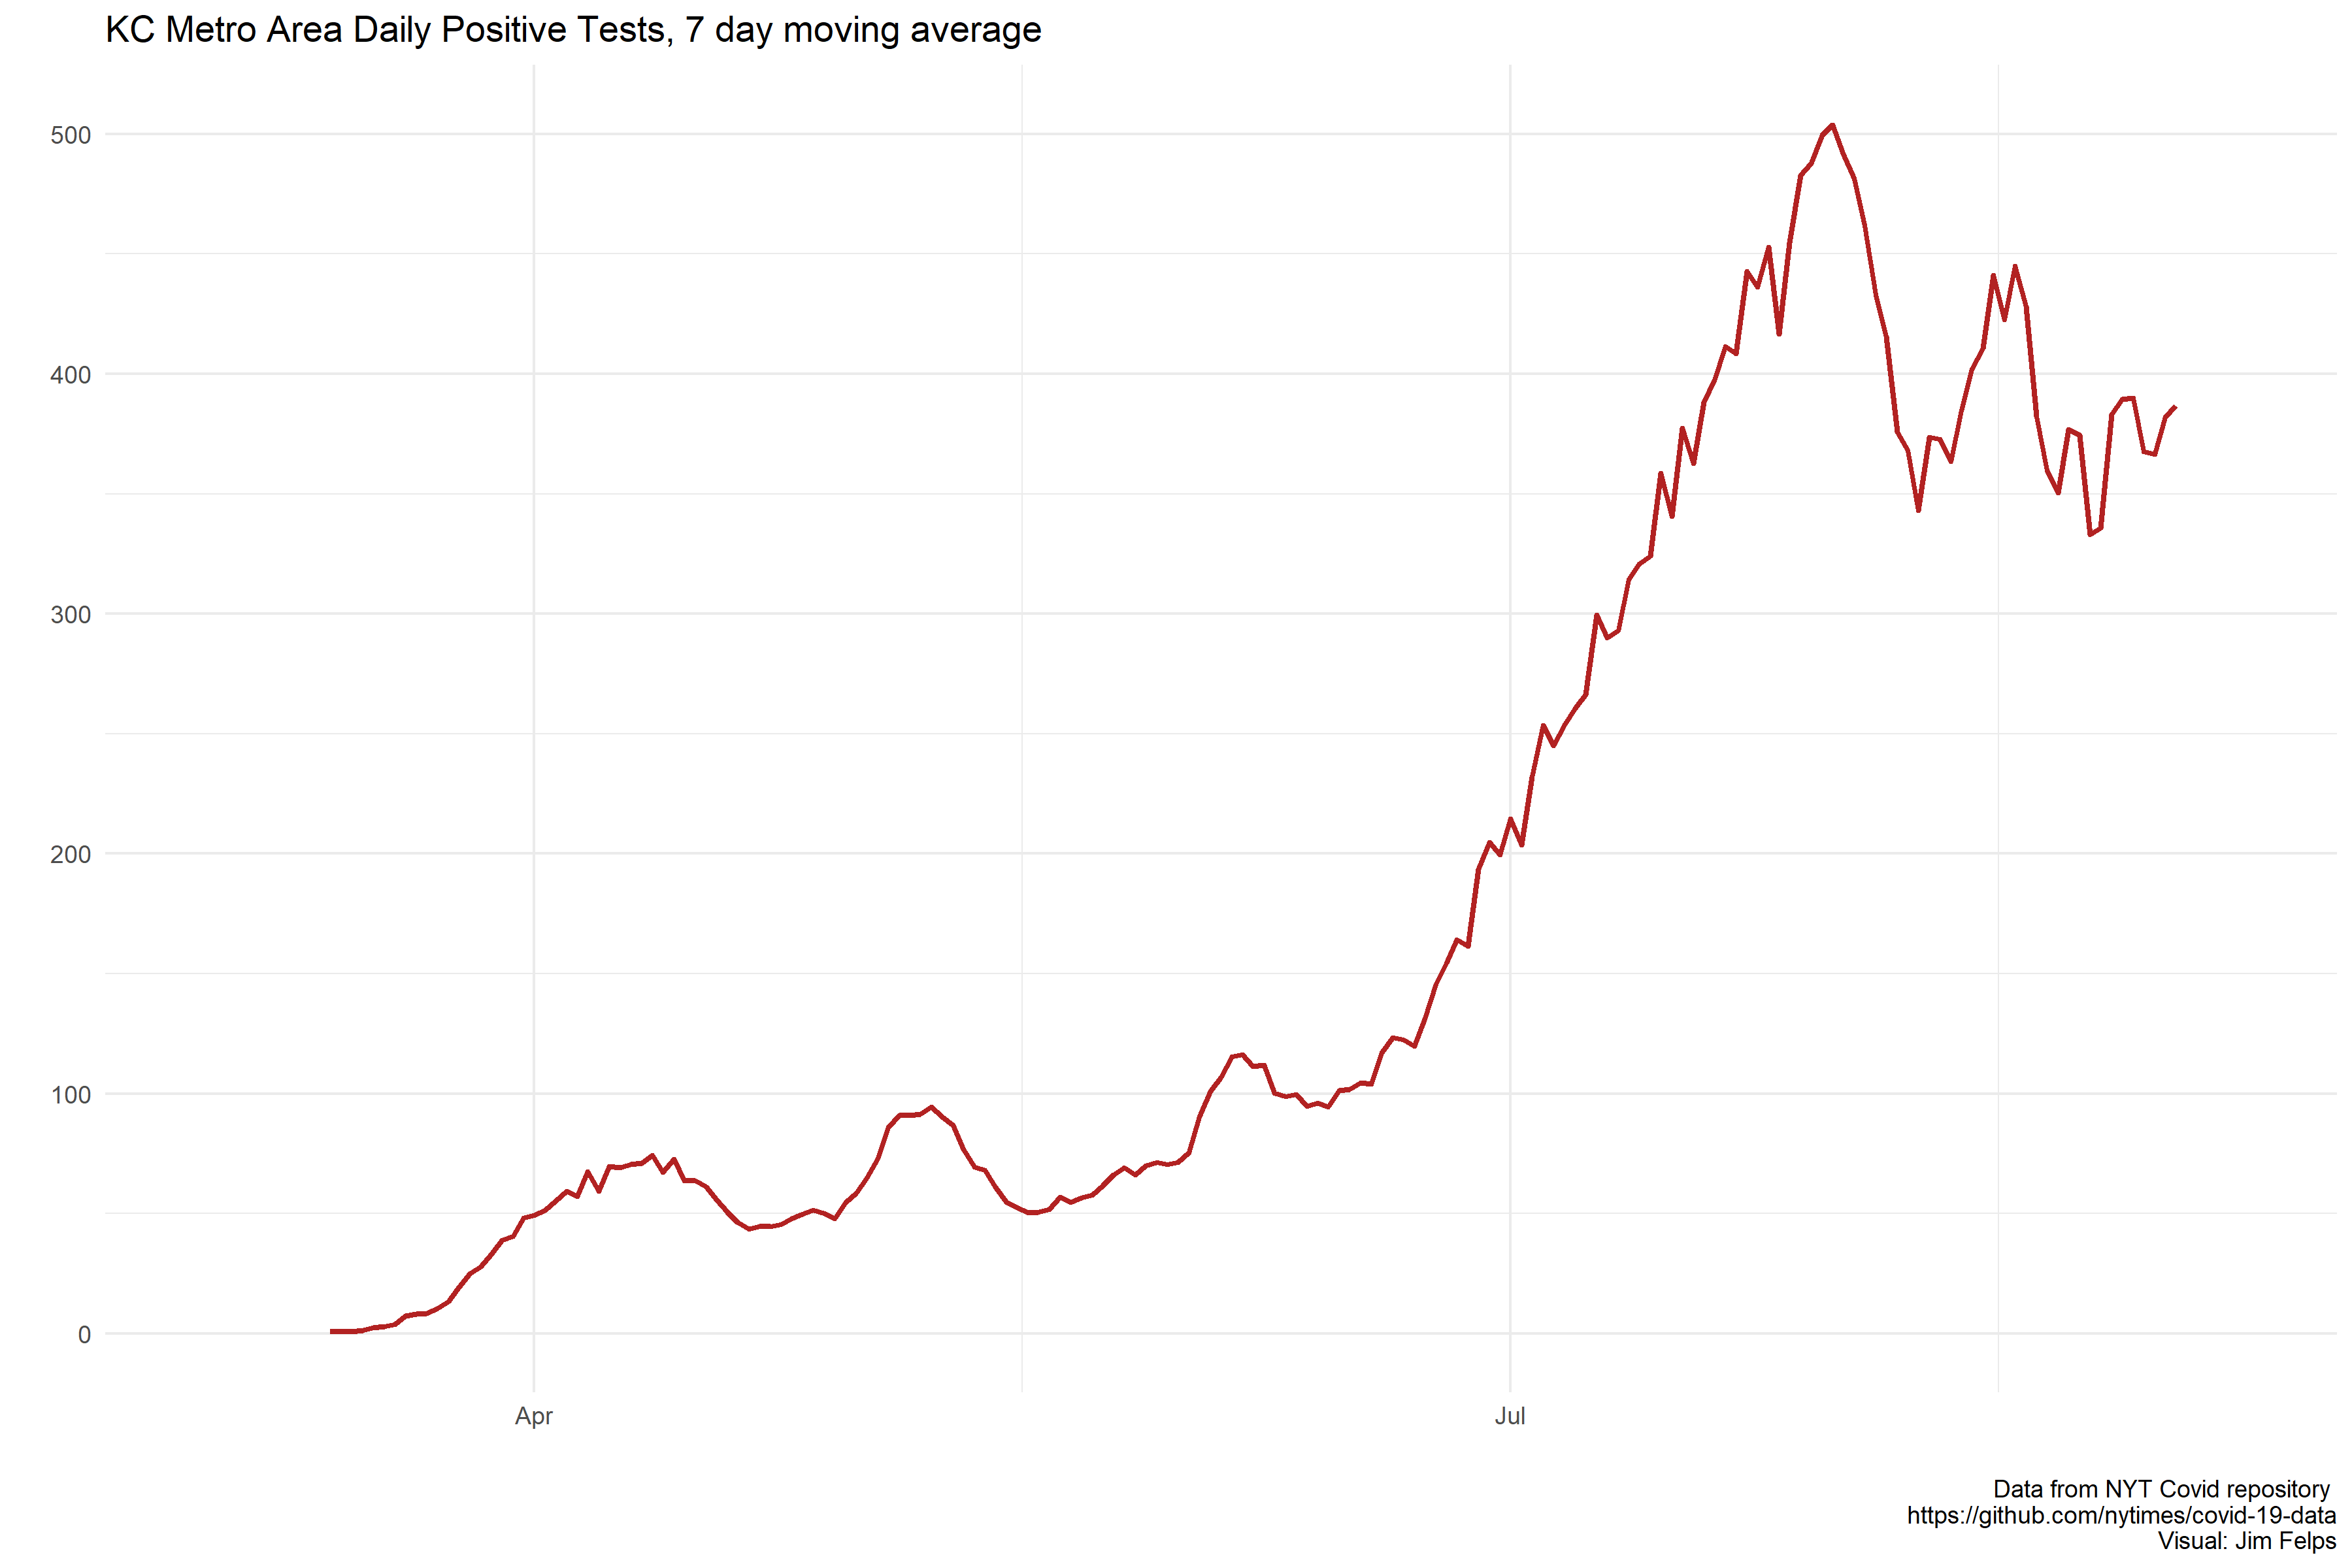 KC Metro Area Daily Positive Tests, 7 day moving average
500
400
300
200
100
0
Apr
Jul
Data from NYT Covid repository
https://github.com/nytimes/covid-19-data
Visual: Jim Felps